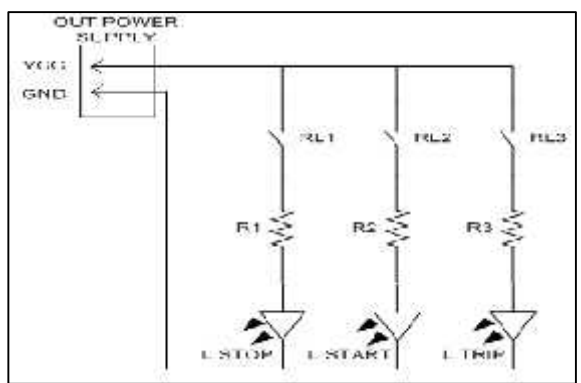 OUT POWER
SUPPLY
VCC
GND
RL1
RL2
RL3
R1
R2
R3
L STOP
L START
L TRIP